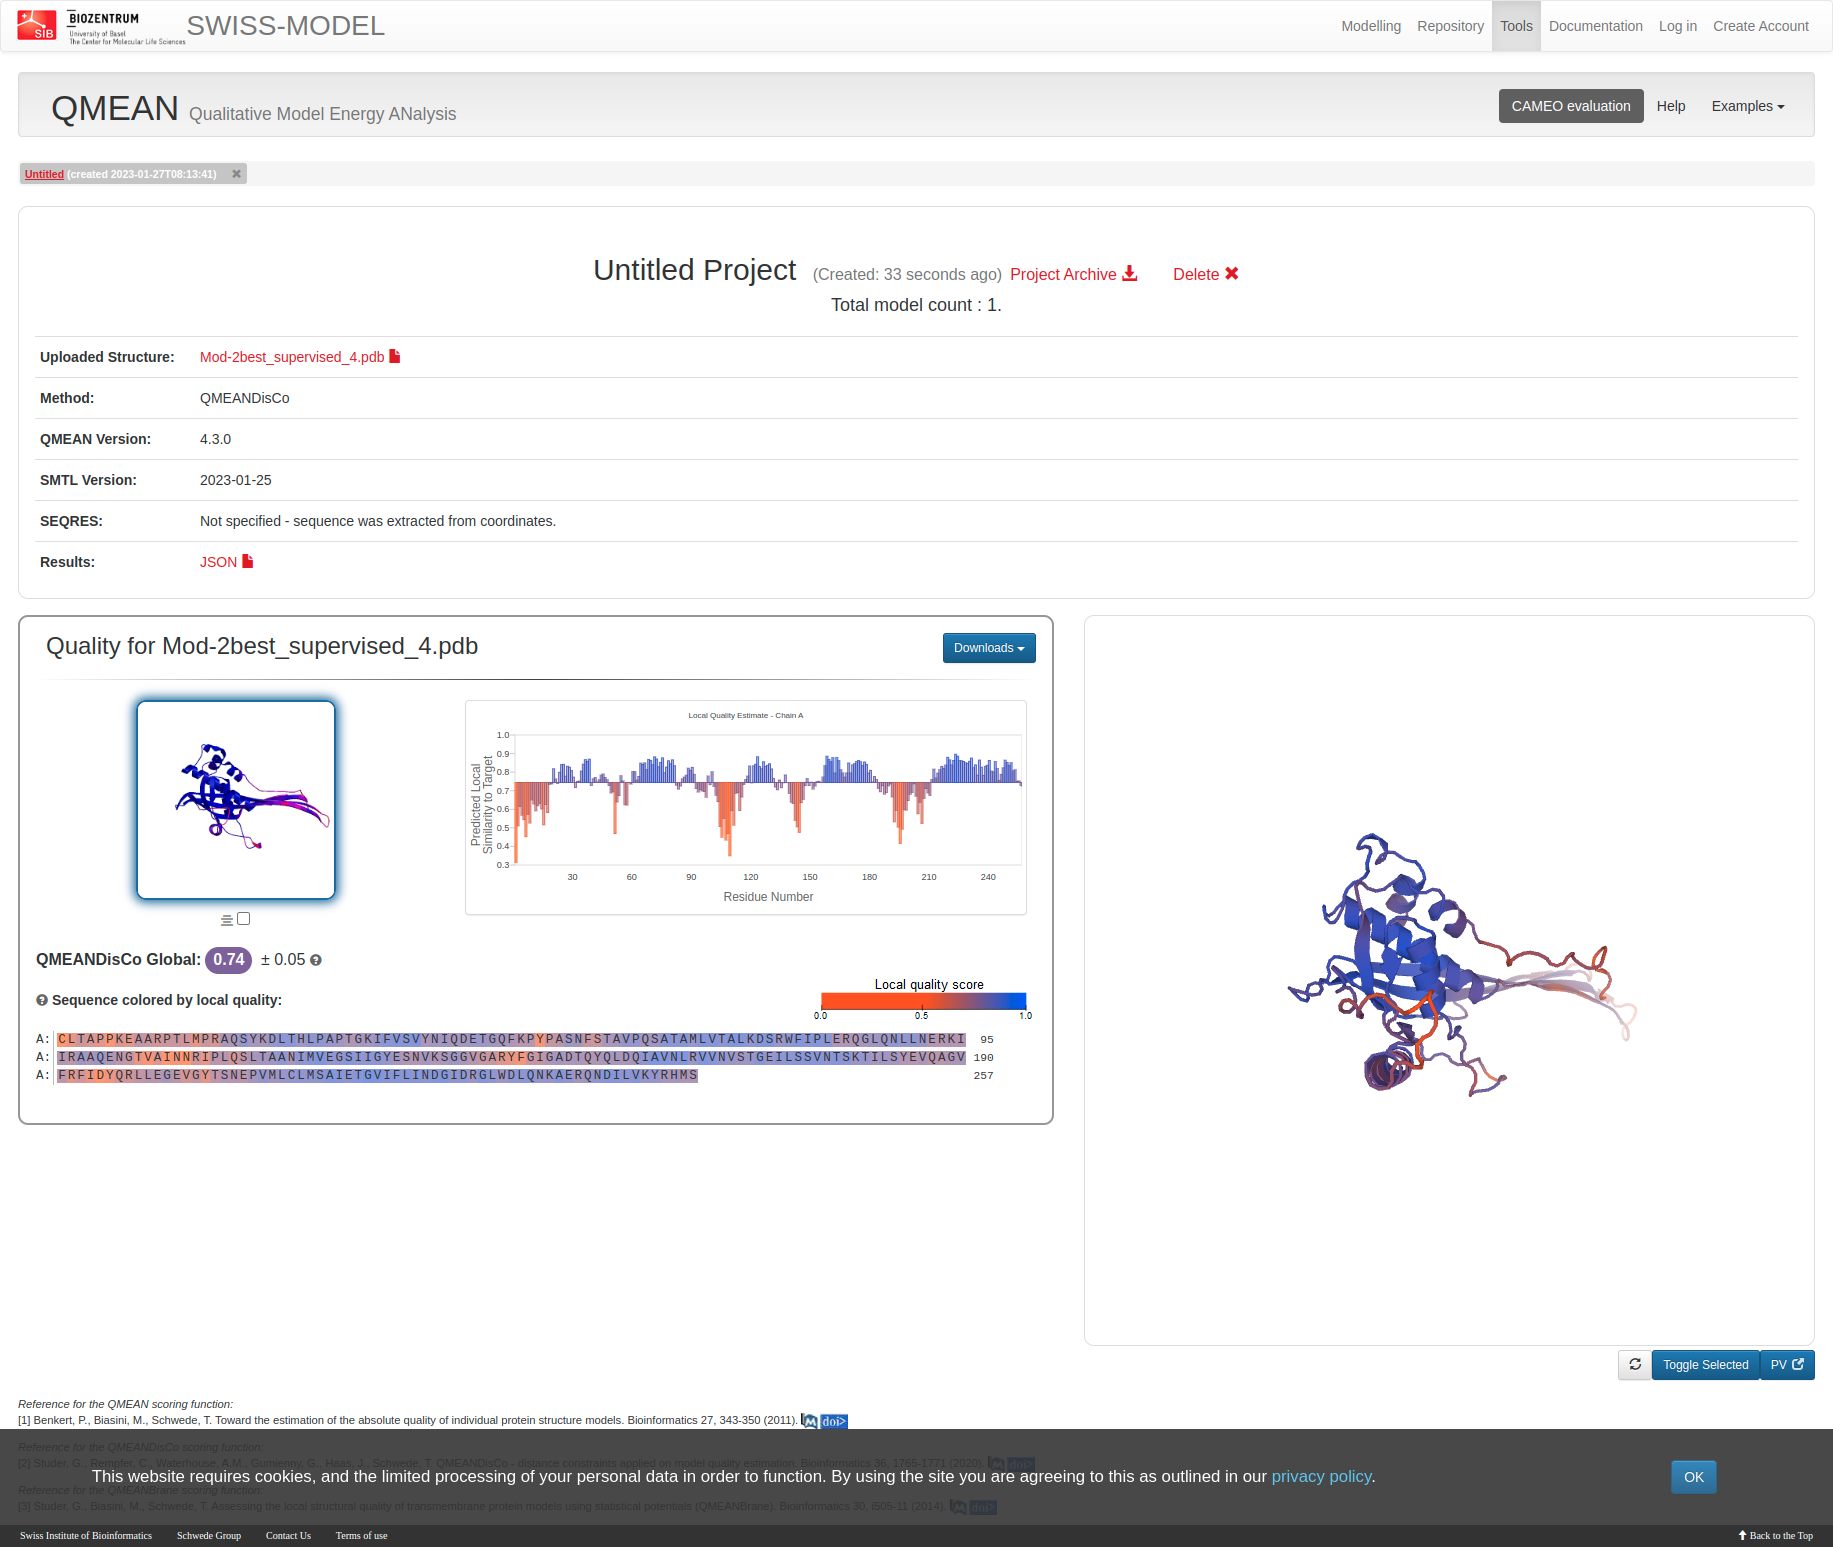 SIB
BIOZENTRUM
University of Basel
The Center for Molecular Life Sciences
SWISS-MODEL
Modelling Repository Tools Documentation Log in Create Account
QMEAN Qualitative Model Energy ANalysis
CAMEO evaluation Help Examples
Untitled (created 2023-01-27T08:13:41)
Untitled Project (Created: 33 seconds ago) Project Archive Delete
Total model count : 1.
Uploaded Structure: Mod-2best_supervised_4.pdb
Method: QMEANDisCo
QMEAN Version: 4.3.0
SMTL Version: 2023-01-25
SEQRES: Not specified - sequence was extracted from coordinates.
Results: JSON
Quality for Mod-2best_supervised_4.pdb
Downloads
Local Quality Estimate - Chain A
Predicted Local
Similarity to Target
1.0
0.9
0.8
0.7
0.6
0.5
0.4
0.3
30 60 90 120 150 180 210 240
Residue Number
QMEANDisCo Global: 0.74 ± 0.05
Sequence colored by local quality:
Local quality score
0.0 0.5 1.0
A: CLTAPPKEAARPTLMPRAQSYKDLTHLPAPTGKIFVSVYNIQDETGQFKPYPASNFSTAVPQSATAMLVTALKDSRWFIPLERQGLQNLLNERKI 95
A: IRAAQENGTVAINNRIPLQSLTAANIMVEGSIIGYESNVKSGGVGARYFGIGADTQYQLDQIAVNLRVVNVSTGEILSSVNTSKTILSYEVQAGV 190
A: FRFIDYQRLLEGEVGYTSNEPVMLCLMSAIETGVIFLINDGIDRGLWDLQNKAERQNDILVKYRHMS 257
Toggle Selected PV
Reference for the QMEAN scoring function:
[1] Benkert, P., Biasini, M., Schwede, T. Toward the estimation of the absolute quality of individual protein structure models. Bioinformatics 27, 343-350 (2011). M doi>
Reference for the QMEANDisCo scoring function:
[2] Studer, G., Rempfer, C., Waterhouse, A.M., Gumienny, G., Haas, J., Schwede, T. QMEANDisCo - distance constraints applied on model quality estimation. Bioinformatics 36, 1765-1771 (2020). M doi>
This website requires cookies, and the limited processing of your personal data in order to function. By using the site you are agreeing to this as outlined in our privacy policy.
OK
Reference for the QMEANBrane scoring function:
[3] Studer, G., Biasini, M., Schwede, T. Assessing the local structural quality of transmembrane protein models using statistical potentials (QMEANBrane). Bioinformatics 30, i505-11 (2014). M doi>
Swiss Institute of Bioinformatics Schwede Group Contact Us Terms of use
Back to the Top